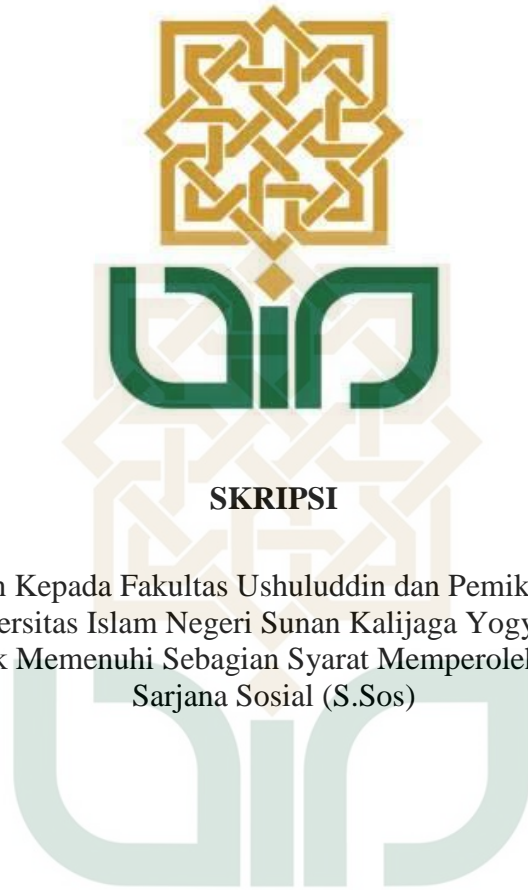 SKRIPSI
Kepada Fakultas Ushuluddin dan
Islam Negeri Sunan Kalijaga
Memenuhi Sebagian Syarat
Sarjana Sosial (S.Sos)